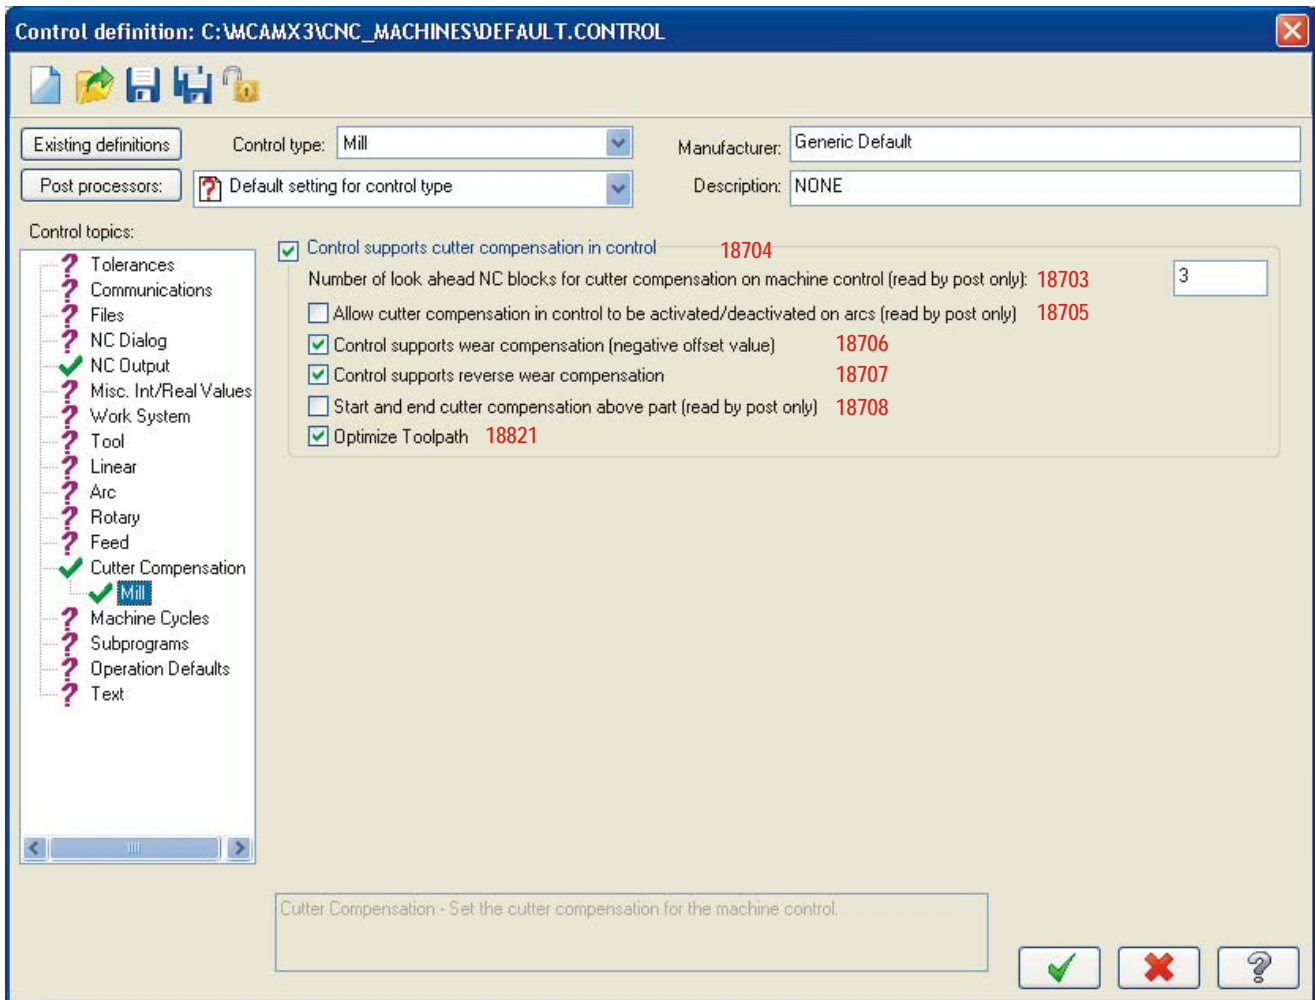 Control definition: C:\MCAMX3\CNC_MACHINES\DEFAULT.CONTROL
Existing definitions Control type: Mill Manufacturer: Generic Default
Post processors: Default setting for control type Description: NONE
Control topics:
Tolerances
Communications
Files
NC Dialog
NC Output
Misc. Int/Real Values
Work System
Tool
Linear
Arc
Rotary
Feed
Cutter Compensation
Mill
Machine Cycles
Subprograms
Operation Defaults
Text
Control supports cutter compensation in control 18704
Number of look ahead NC blocks for cutter compensation on machine control (read by post only): 18703 3
Allow cutter compensation in control to be activated/deactivated on arcs (read by post only) 18705
Control supports wear compensation (negative offset value) 18706
Control supports reverse wear compensation 18707
Start and end cutter compensation above part (read by post only) 18708
Optimize Toolpath 18821
Cutter Compensation - Set the cutter compensation for the machine control.